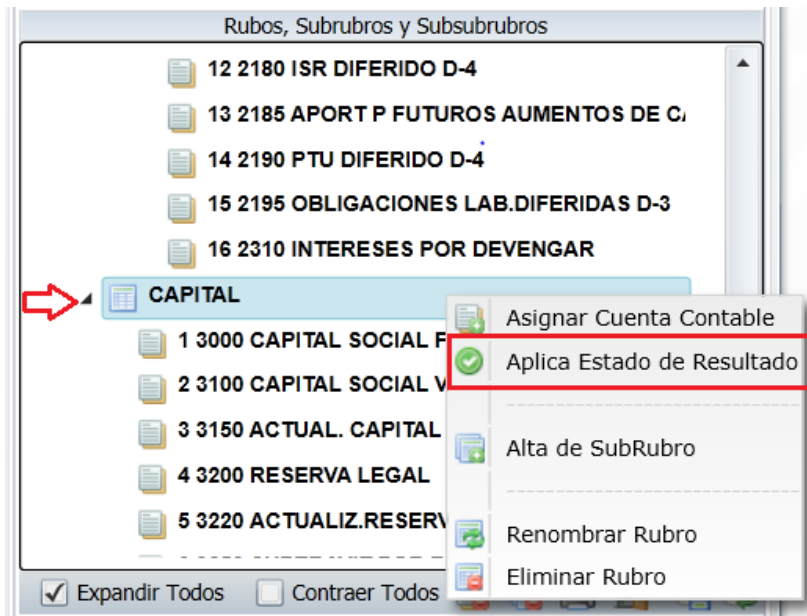 Rubos, Subrubros y Subsubrubros
12 2180 ISR DIFERIDO D-4
13 2185 APORT P FUTUROS AUMENTOS DE
14 2190 PTU DIFERIDO D-4
15 2195 OBLIGACIONES LAB.DIFERIDAS D-3
16 2310 INTERESES POR DEVENGAR
CAPITAL
Asignar Cuenta Contable
1 3000 CAPITAL SOCIAL F
Aplica Estado de Resultado
2 3100 CAPITAL SOCIAL V
3 3150 ACTUAL. CAPITAL
Alta de SubRubro
4 3200 RESERVA LEGAL
5 3220 ACTUALIZ.RESERV
Renombrar Rubro
Eliminar Rubro
Expandir Todos Contraer Todos